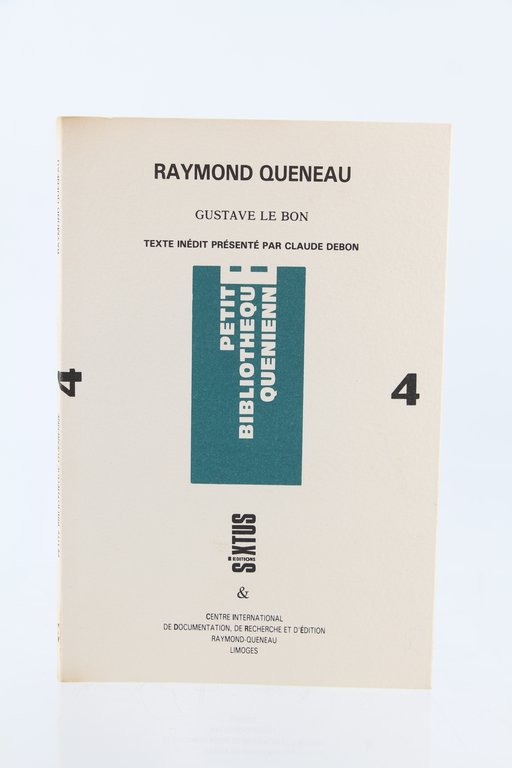 RAYMOND QUENEAU
GUSTAVE LE BON
TEXTE INÉDIT PRÉSENTÉ PAR CLAUDE DEBON
PETITE
BIBLIOTHEQUE
QUENIENNE
4
4
SiXTUS
EDITIONS
&
CENTRE INTERNATIONAL
DE DOCUMENTATION, DE RECHERCHE ET D'ÉDITION
RAYMOND-QUENEAU
LIMOGES